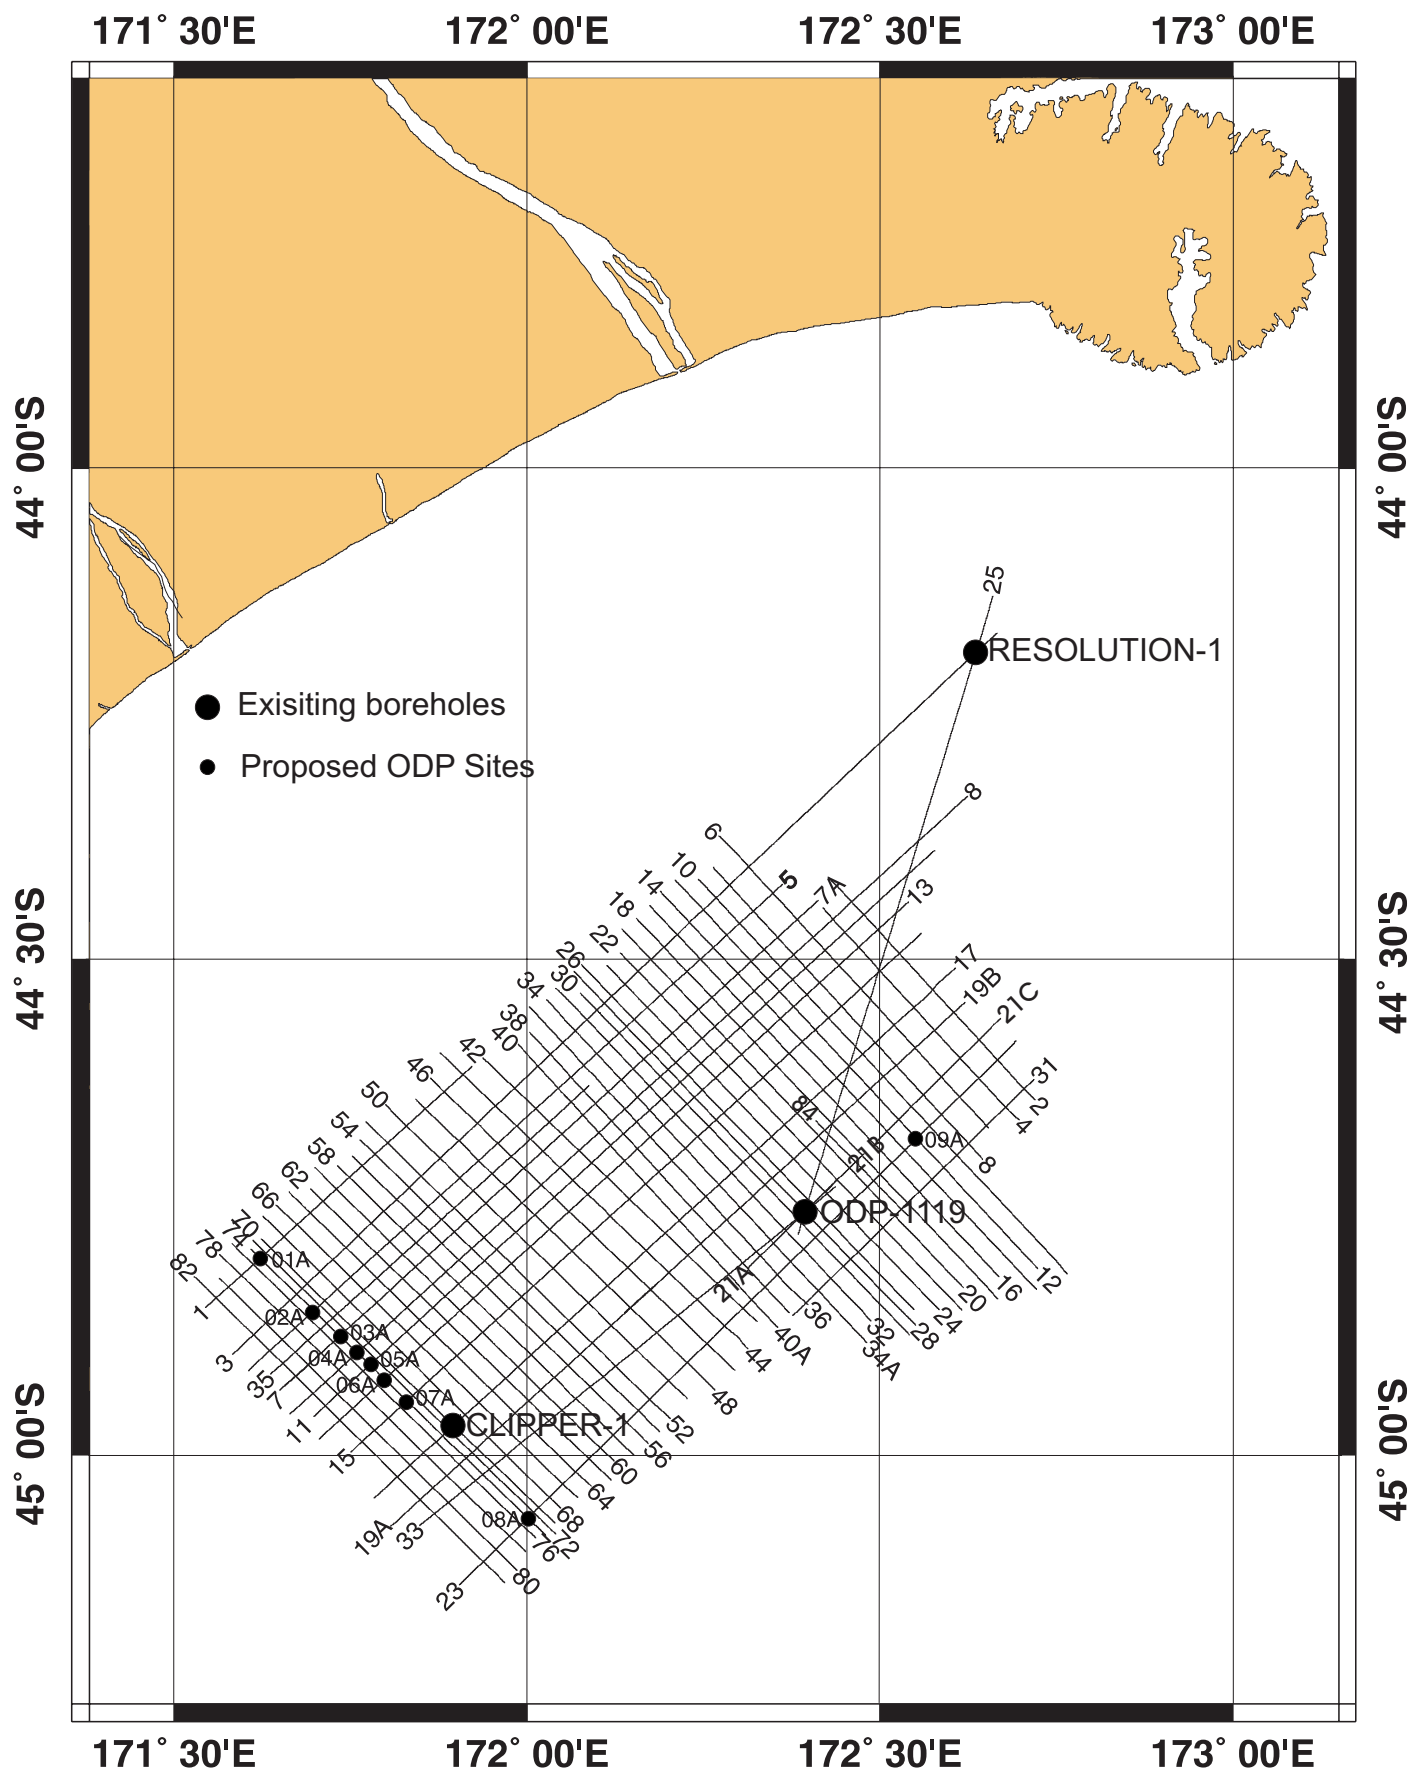 171° 30'E
172° 00'E
172° 30'E
173° 00'E
44° 00'S
44° 00'S
25
RESOLUTION-1
Exisiting boreholes
Proposed ODP Sites
8
6
10
5
7A
13
14
18
22
26
30
34
38
40
42
46
50
54
58
62
66
70
74
78
82
17
19B
21C
44° 30'S
44° 30'S
31
2
4
84
21B
09A
8
ODP-1119
01A
21A
12
16
20
24
28
32
34A
36
40A
44
48
52
56
60
64
68
72
76
80
1
02A
03A
04A
05A
06A
07A
3
35
7
11
15
CLIPPER-1
45° 00'S
45° 00'S
08A
19A
33
23
171° 30'E
172° 00'E
172° 30'E
173° 00'E